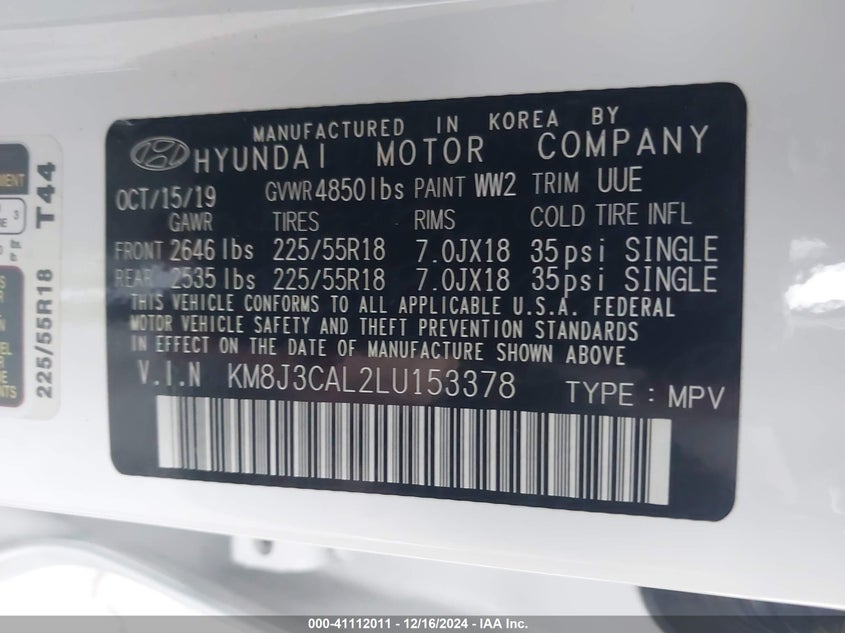 MANUFACTURED IN KOREA BY
HYUNDAI MOTOR COMPANY
OCT/15/19 GVWR 4850lbs PAINT WW2 TRIM UUE
GAWR TIRES RIMS COLD TIRE INFL
FRONT 2646 lbs 225/55R18 7.0JX18 35psi SINGLE
REAR 2535 lbs 225/55R18 7.0JX18 35psi SINGLE
THIS VEHICLE CONFORMS TO ALL APPLICABLE U.S.A. FEDERAL
MOTOR VEHICLE SAFETY AND THEFT PREVENTION STANDARDS
IN EFFECT ON THE DATE OF MANUFACTURE SHOWN ABOVE
V.I.N KM8J3CAL2LU153378 TYPE : MPV
225/55R18 T44
000-41112011 - 12/16/2024 - IAA Inc.